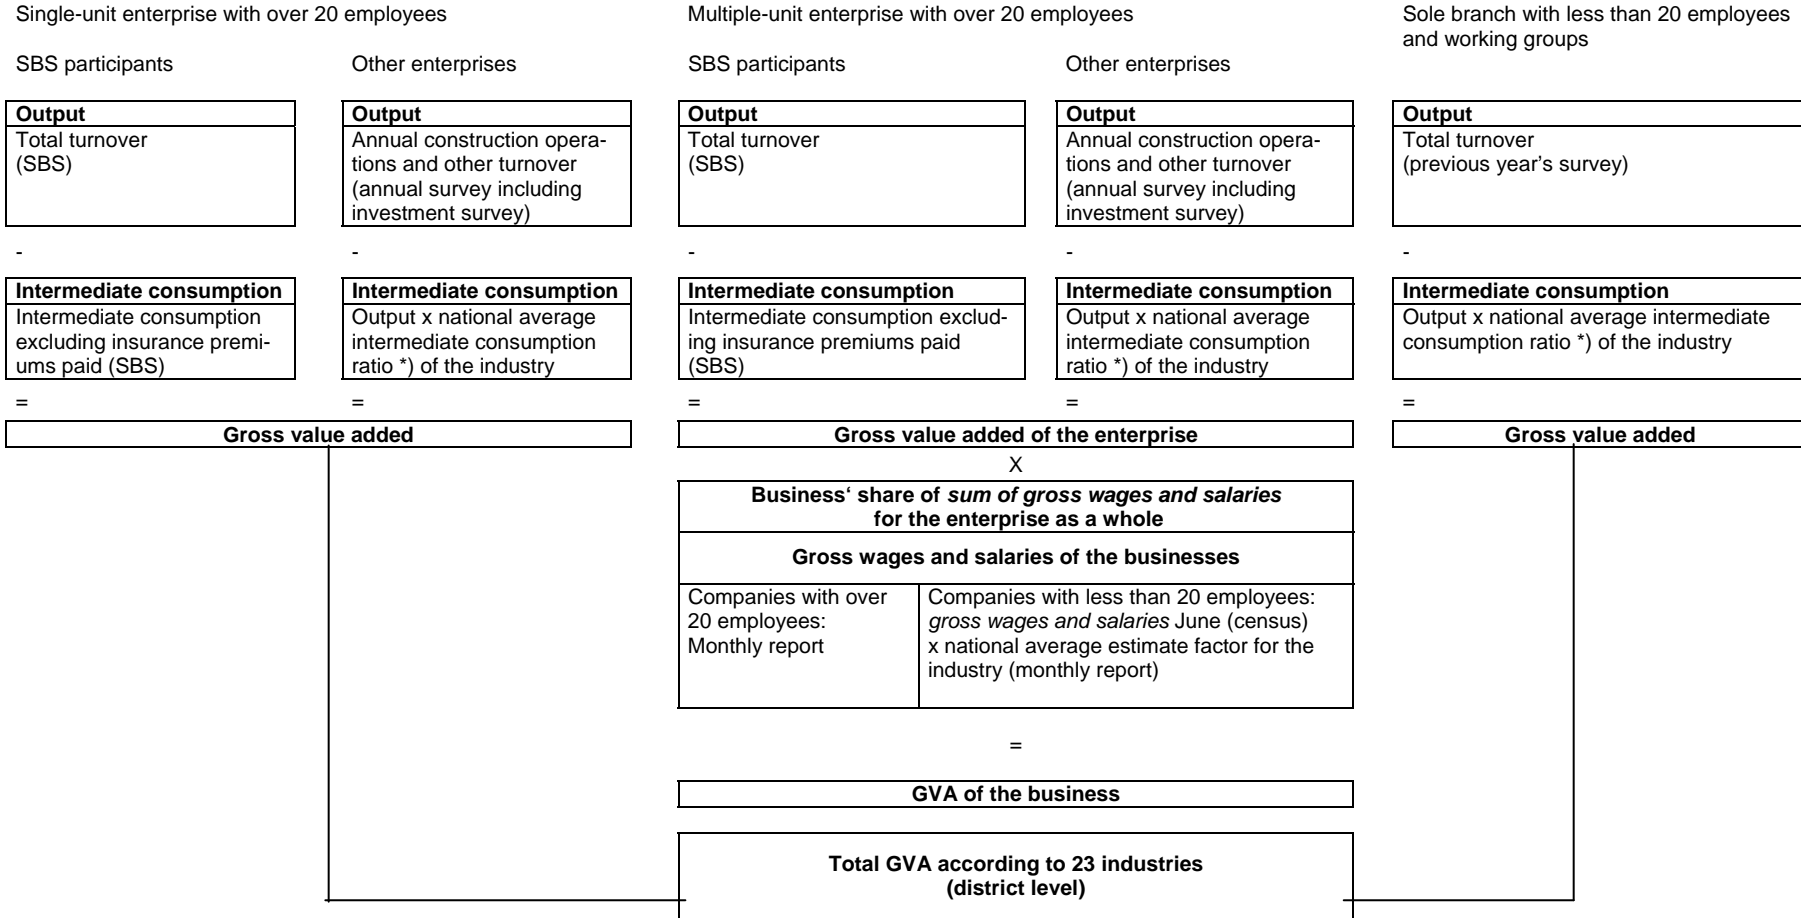 Single-unit enterprise with over 20 employees
Multiple-unit enterprise with over 20 employees
Sole branch with less than 20 employees
and working groups
SBS participants
Other enterprises
SBS participants
Other enterprises
Output
Total turnover
(SBS)
Output
Annual construction opera-
tions and other turnover
(annual survey including
investment survey)
Output
Total turnover
(SBS)
Output
Annual construction opera-
tions and other turnover
(annual survey including
investment survey)
Output
Total turnover
(previous year's survey)
-
-
-
-
-
Intermediate consumption
Intermediate consumption
excluding insurance premi-
ums paid (SBS)
Intermediate consumption
Output x national average
intermediate consumption
ratio *) of the industry
Intermediate consumption
Intermediate consumption exclud-
ing insurance premiums paid
(SBS)
Intermediate consumption
Output x national average
intermediate consumption
ratio *) of the industry
Intermediate consumption
Output x national average intermediate
consumption ratio *) of the industry
=
=
=
=
=
Gross value added
Gross value added of the enterprise
Gross value added
X
Business‘ share of sum of gross wages and salaries
for the enterprise as a whole
Gross wages and salaries of the businesses
Companies with over
20 employees:
Monthly report
Companies with less than 20 employees:
gross wages and salaries June (census)
x national average estimate factor for the
industry (monthly report)
=
GVA of the business
Total GVA according to 23 industries
(district level)